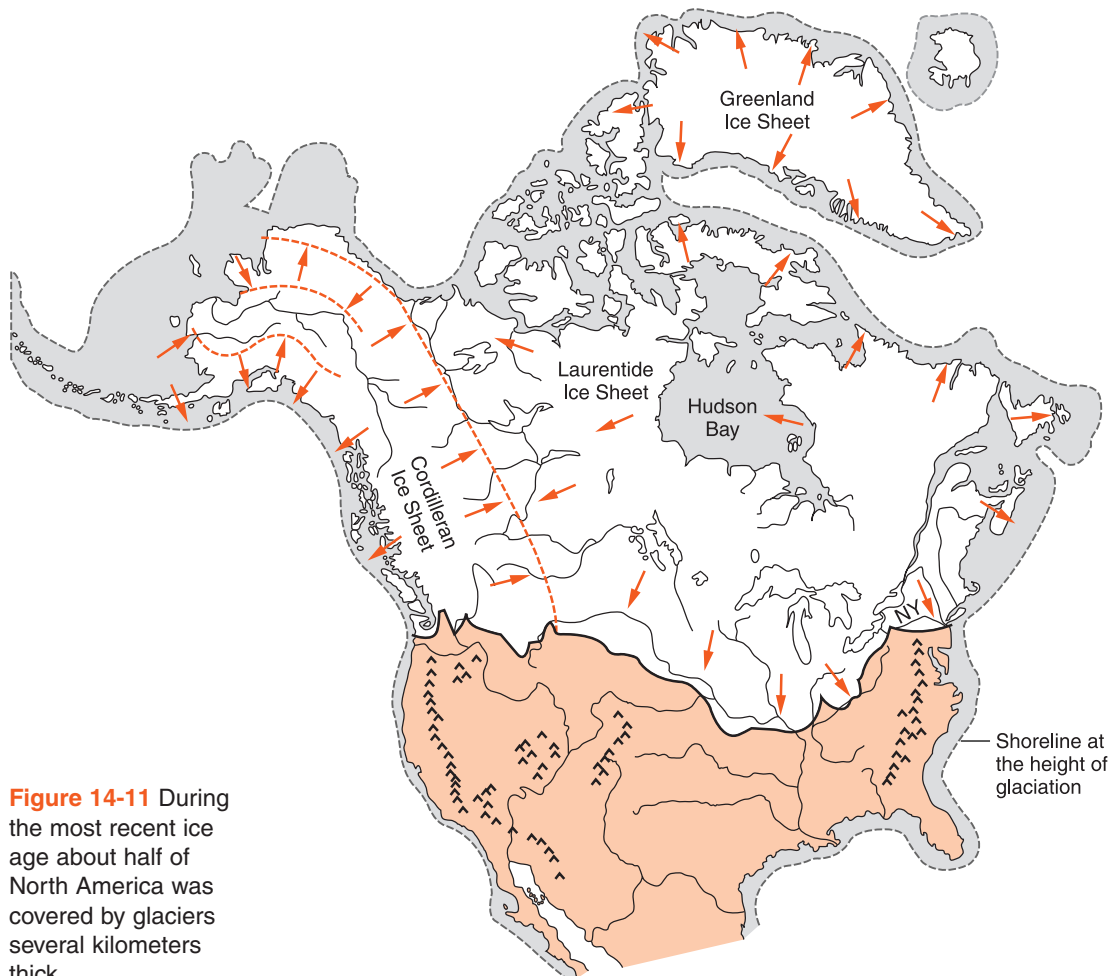 Greenland
Ice Sheet
Laurentide
Ice Sheet
Hudson
Bay
Cordilleran
Ice Sheet
NY
Shoreline at
the height of
glaciation
Figure 14-11 During
the most recent ice
age about half of
North America was
covered by glaciers
several kilometers
thick